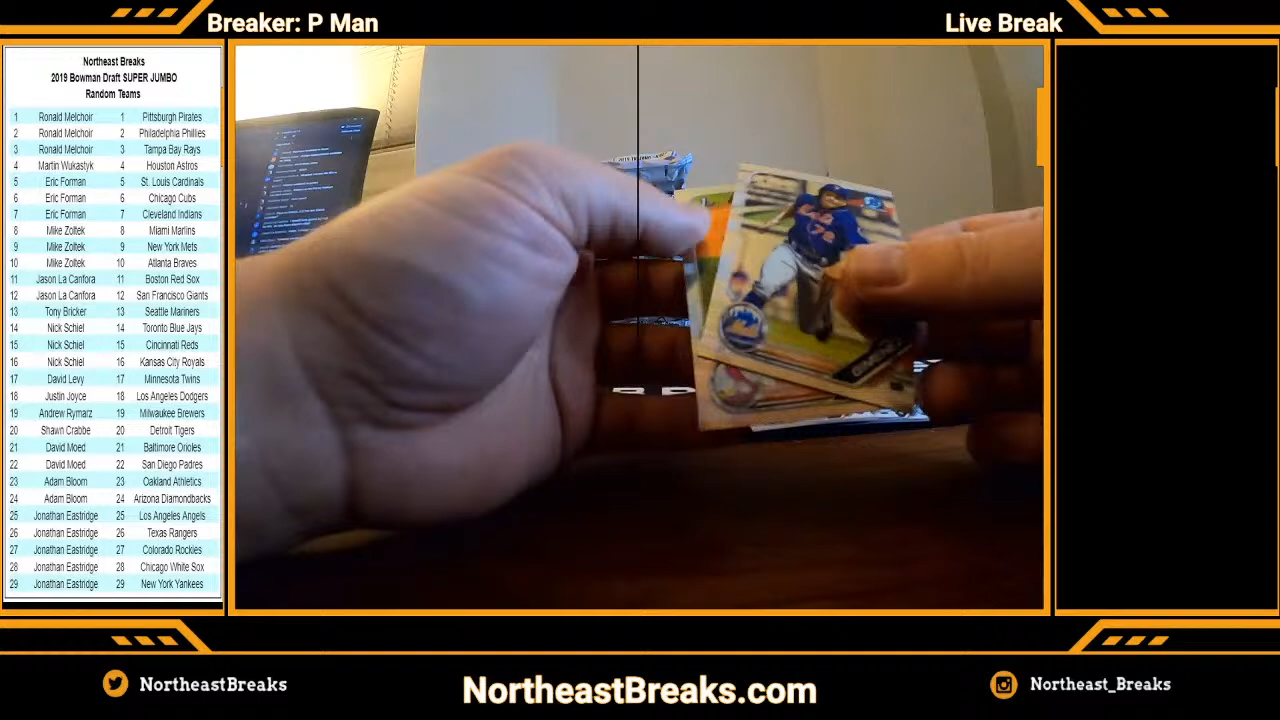 Breaker: P Man
Live Break
Northeast Breaks
2019 Bowman Draft SUPER JUMBO
Random Teams
1 Ronald Melchoir 1 Pittsburgh Pirates
2 Ronald Melchoir 2 Philadelphia Phillies
3 Ronald Melchoir 3 Tampa Bay Rays
4 Martin Wukastyk 4 Houston Astros
5 Eric Forman 5 St. Louis Cardinals
6 Eric Forman 6 Chicago Cubs
7 Eric Forman 7 Cleveland Indians
8 Mike Zoltek 8 Miami Marlins
9 Mike Zoltek 9 New York Mets
10 Mike Zoltek 10 Atlanta Braves
11 Jason La Canfora 11 Boston Red Sox
12 Jason La Canfora 12 San Francisco Giants
13 Tony Bricker 13 Seattle Mariners
14 Nick Schiel 14 Toronto Blue Jays
15 Nick Schiel 15 Cincinnati Reds
16 Nick Schiel 16 Kansas City Royals
17 David Levy 17 Minnesota Twins
18 Justin Joyce 18 Los Angeles Dodgers
19 Andrew Rymarz 19 Milwaukee Brewers
20 Shawn Crabbe 20 Detroit Tigers
21 David Moed 21 Baltimore Orioles
22 David Moed 22 San Diego Padres
23 Adam Bloom 23 Oakland Athletics
24 Adam Bloom 24 Arizona Diamondbacks
25 Jonathan Eastridge 25 Los Angeles Angels
26 Jonathan Eastridge 26 Texas Rangers
27 Jonathan Eastridge 27 Colorado Rockies
28 Jonathan Eastridge 28 Chicago White Sox
29 Jonathan Eastridge 29 New York Yankees
Mets
72
NortheastBreaks
NortheastBreaks.com
Northeast_Breaks